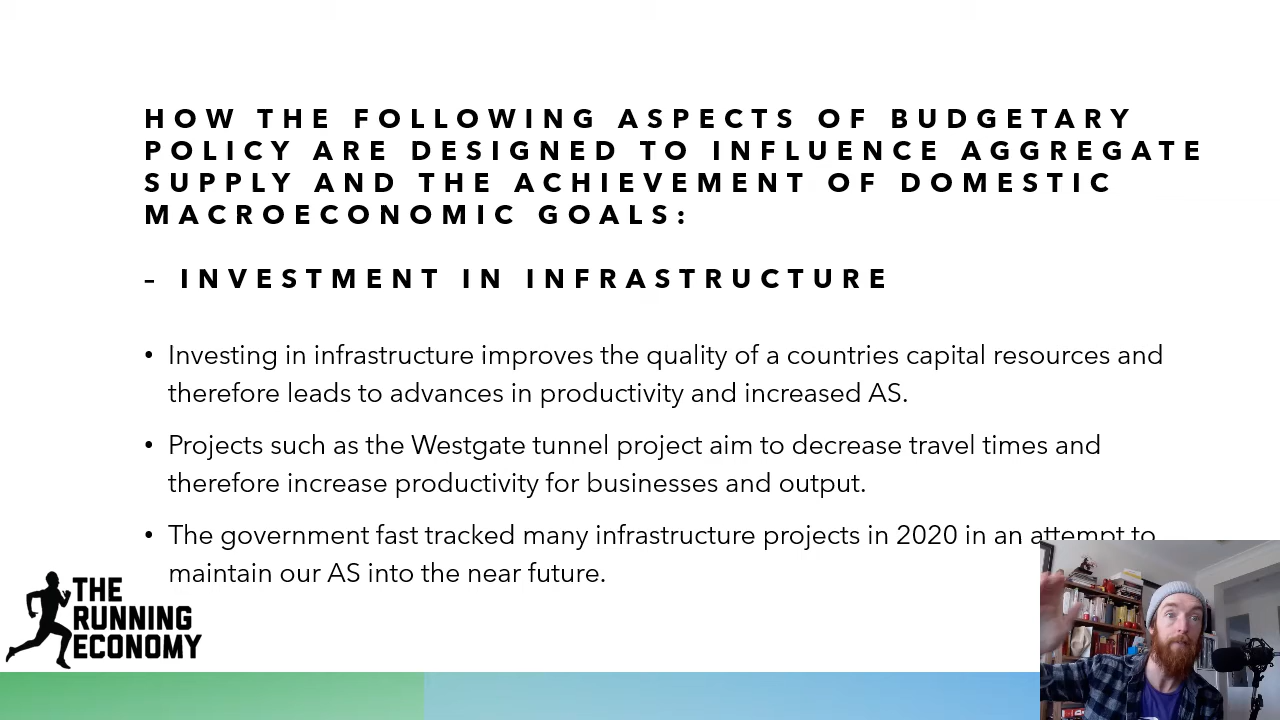 HOW THE FOLLOWING ASPECTS OF BUDGETARY
POLICY ARE DESIGNED TO INFLUENCE AGGREGATE
SUPPLY AND THE ACHIEVEMENT OF DOMESTIC
MACROECONOMIC GOALS:
- INVESTMENT IN INFRASTRUCTURE
• Investing in infrastructure improves the quality of a countries capital resources and
therefore leads to advances in productivity and increased AS.
• Projects such as the Westgate tunnel project aim to decrease travel times and
therefore increase productivity for businesses and output.
• The government fast tracked many infrastructure projects in 2020 in an attempt to
maintain our AS into the near future.
THE
RUNNING
ECONOMY